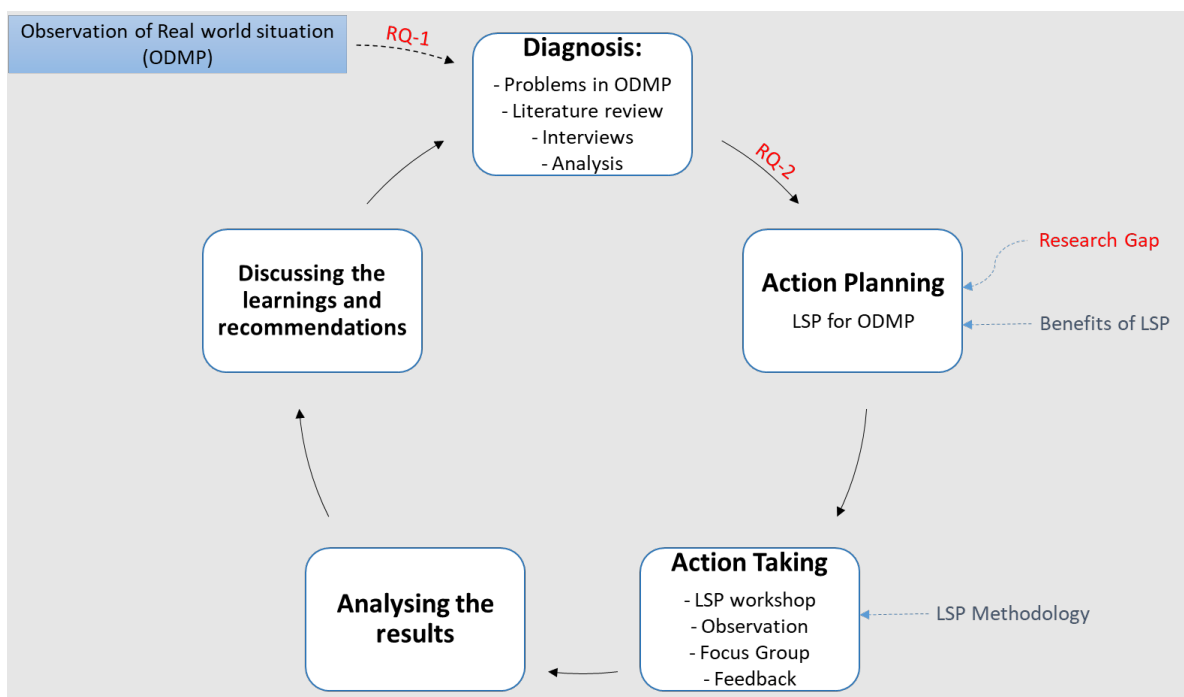 Observation of Real world situation
(ODMP)
RQ-1
Diagnosis:
- Problems in ODMP
- Literature review
- Interviews
- Analysis
RQ-2
Action Planning
LSP for ODMP
Research Gap
Benefits of LSP
Action Taking
- LSP workshop
- Observation
- Focus Group
- Feedback
LSP Methodology
Analysing the
results
Discussing the
learnings and
recommendations